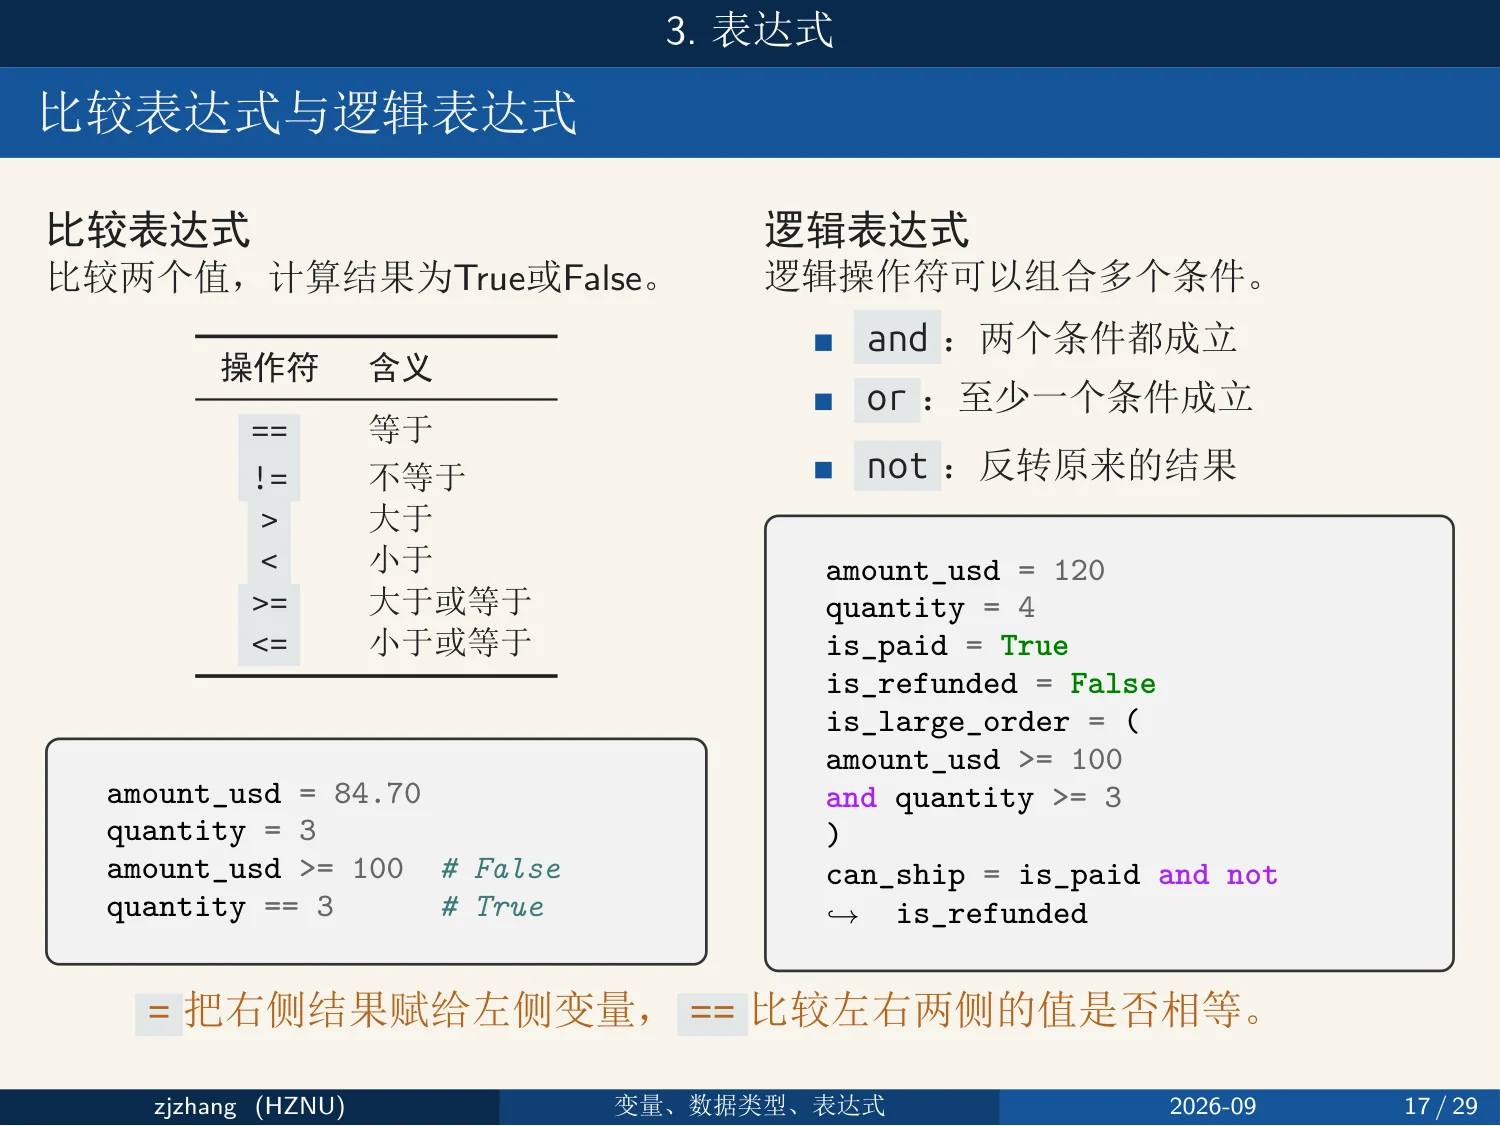 3. 表达式
比较表达式与逻辑表达式
比较表达式
比较两个值，计算结果为True或False。
操作符 含义
== 等于
!= 不等于
> 大于
< 小于
>= 大于或等于
<= 小于或等于
amount_usd = 84.70
quantity = 3
amount_usd >= 100  # False
quantity == 3      # True
逻辑表达式
逻辑操作符可以组合多个条件。
■ and：两个条件都成立
■ or：至少一个条件成立
■ not：反转原来的结果
amount_usd = 120
quantity = 4
is_paid = True
is_refunded = False
is_large_order = (
amount_usd >= 100
and quantity >= 3
)
can_ship = is_paid and not
↪ is_refunded
= 把右侧结果赋给左侧变量，== 比较左右两侧的值是否相等。
zjzhang (HZNU) 变量、数据类型、表达式 2026-09 17 / 29